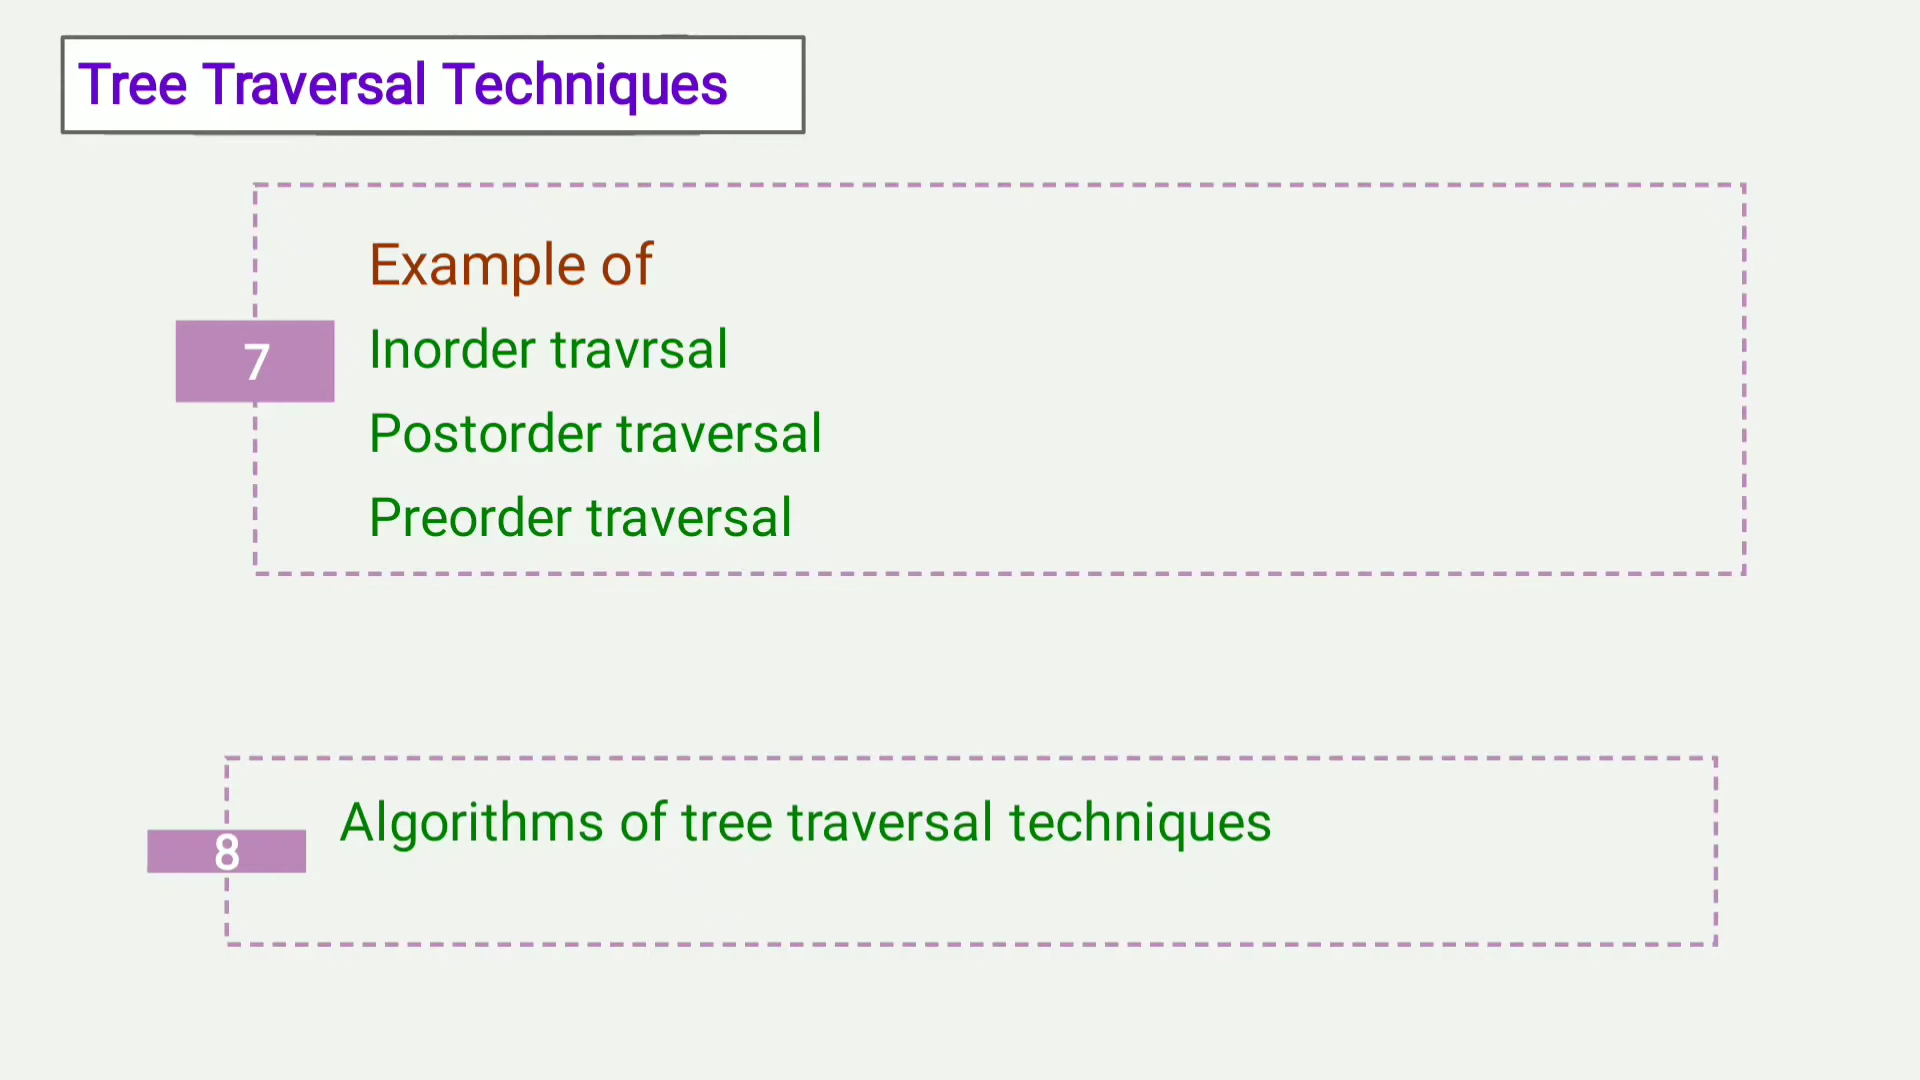 Tree Traversal Techniques
Example of
7
Inorder travrsal
Postorder traversal
Preorder traversal
8
Algorithms of tree traversal techniques